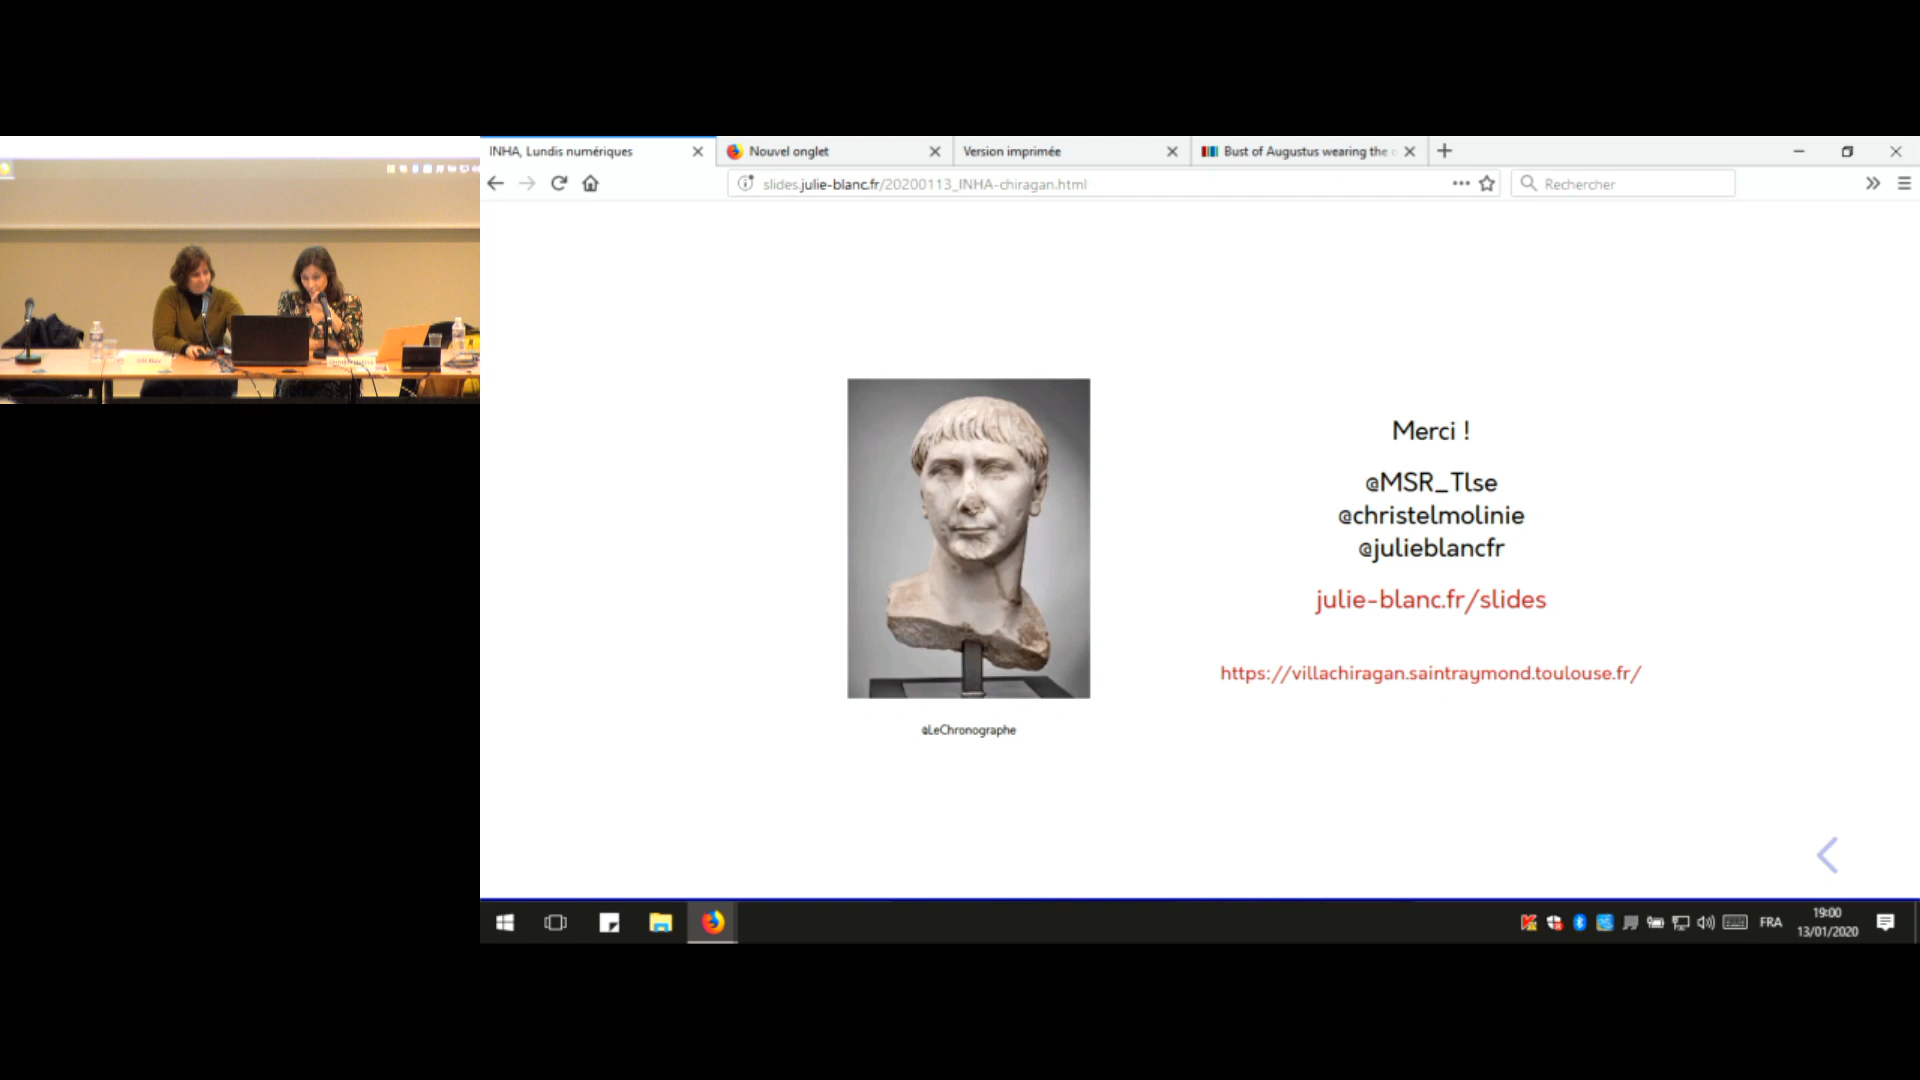 INHA, Lundis numériques
Nouvel onglet
Version imprimée
Bust of Augustus wearing the
slides.julie-blanc.fr/20200113_INHA-chiragan.html
Rechercher
Merci !
@MSR_Tlse
@christelmolinie
@julieblancfr
julie-blanc.fr/slides
https://villachiragan.saintraymond.toulouse.fr/
@LeChronographe
FRA
19:00
13/01/2020